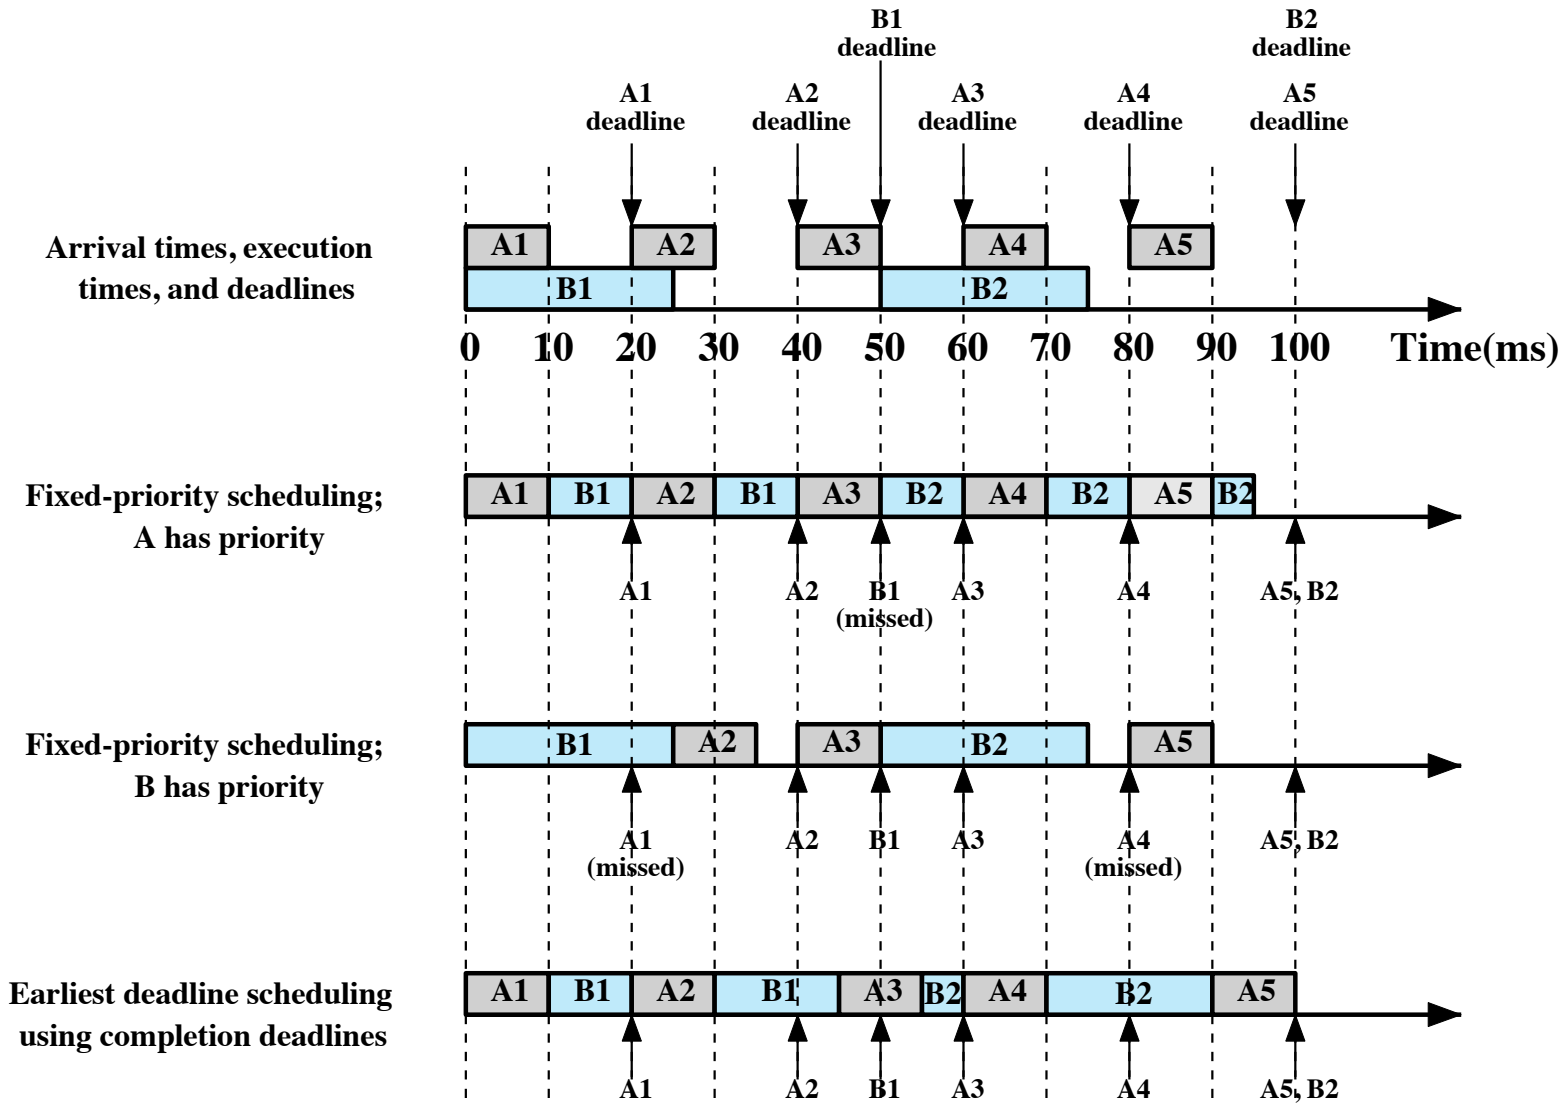 B1
deadline
B2
deadline
A1
deadline
A2
deadline
A3
deadline
A4
deadline
A5
deadline
Arrival times, execution
times, and deadlines
A1 A2 A3 A4 A5
B1 B2
0 10 20 30 40 50 60 70 80 90 100 Time(ms)
Fixed-priority scheduling;
A has priority
A1 B1 A2 B1 A3 B2 A4 B2 A5 B2
A1 A2 B1 A3 A4 A5, B2
(missed)
Fixed-priority scheduling;
B has priority
B1 A2 A3 B2 A5
A1 A2 B1 A3 A4 A5, B2
(missed) (missed)
Earliest deadline scheduling
using completion deadlines
A1 B1 A2 B1 A3 B2 A4 B2 A5
A1 A2 B1 A3 A4 A5, B2